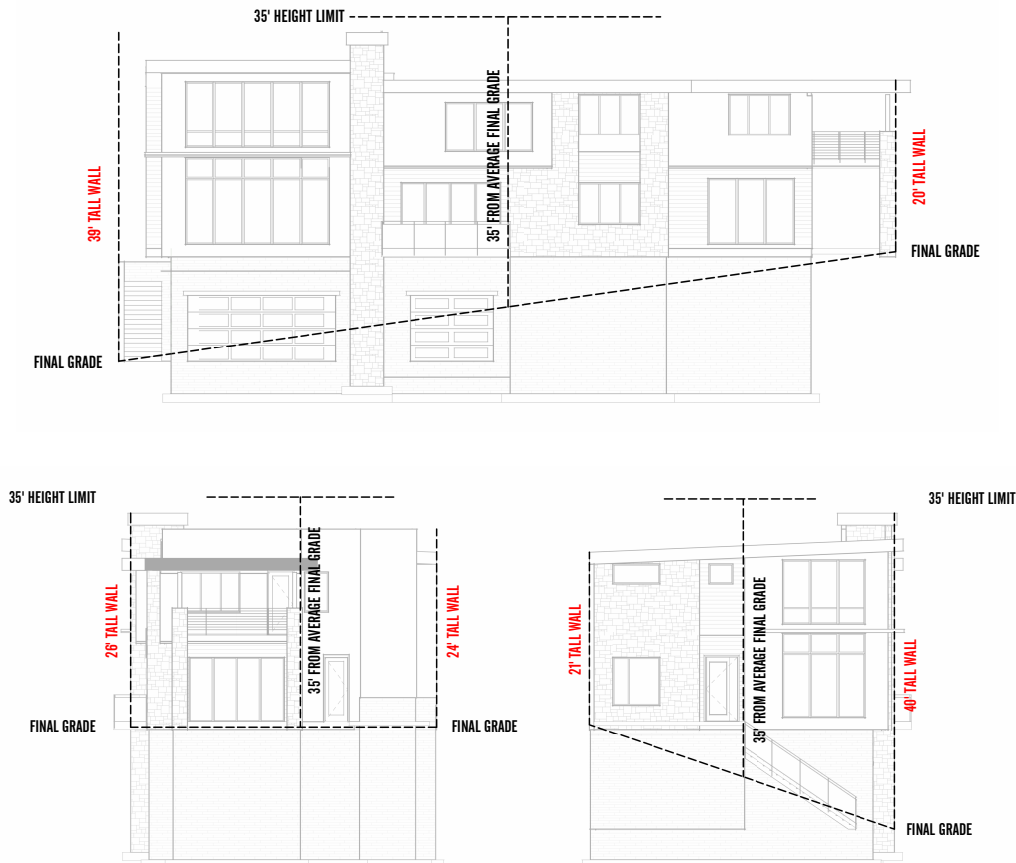 35' HEIGHT LIMIT
35' FROM AVERAGE FINAL GRADE
39' TALL WALL
20' TALL WALL
FINAL GRADE
FINAL GRADE
35' HEIGHT LIMIT
35' HEIGHT LIMIT
35' FROM AVERAGE FINAL GRADE
26' TALL WALL
24' TALL WALL
FINAL GRADE
FINAL GRADE
21' TALL WALL
35' FROM AVERAGE FINAL GRADE
40' TALL WALL
FINAL GRADE